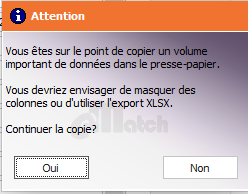 Attention
Vous êtes sur le point de copier un volume
important de données dans le presse-papier.
Vous devriez envisager de masquer des
colonnes ou d'utiliser l'export XLSX.
Continuer la copie?
Oui
Non